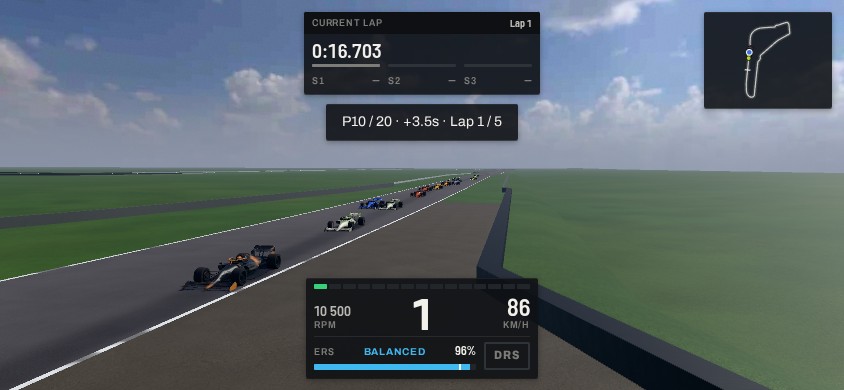 CURRENT LAP Lap 1
0:16.703
S1 — S2 — S3 —
P10 / 20 · +3.5s · Lap 1 / 5
10 500 1 86
RPM KM/H
ERS BALANCED 96% DRS